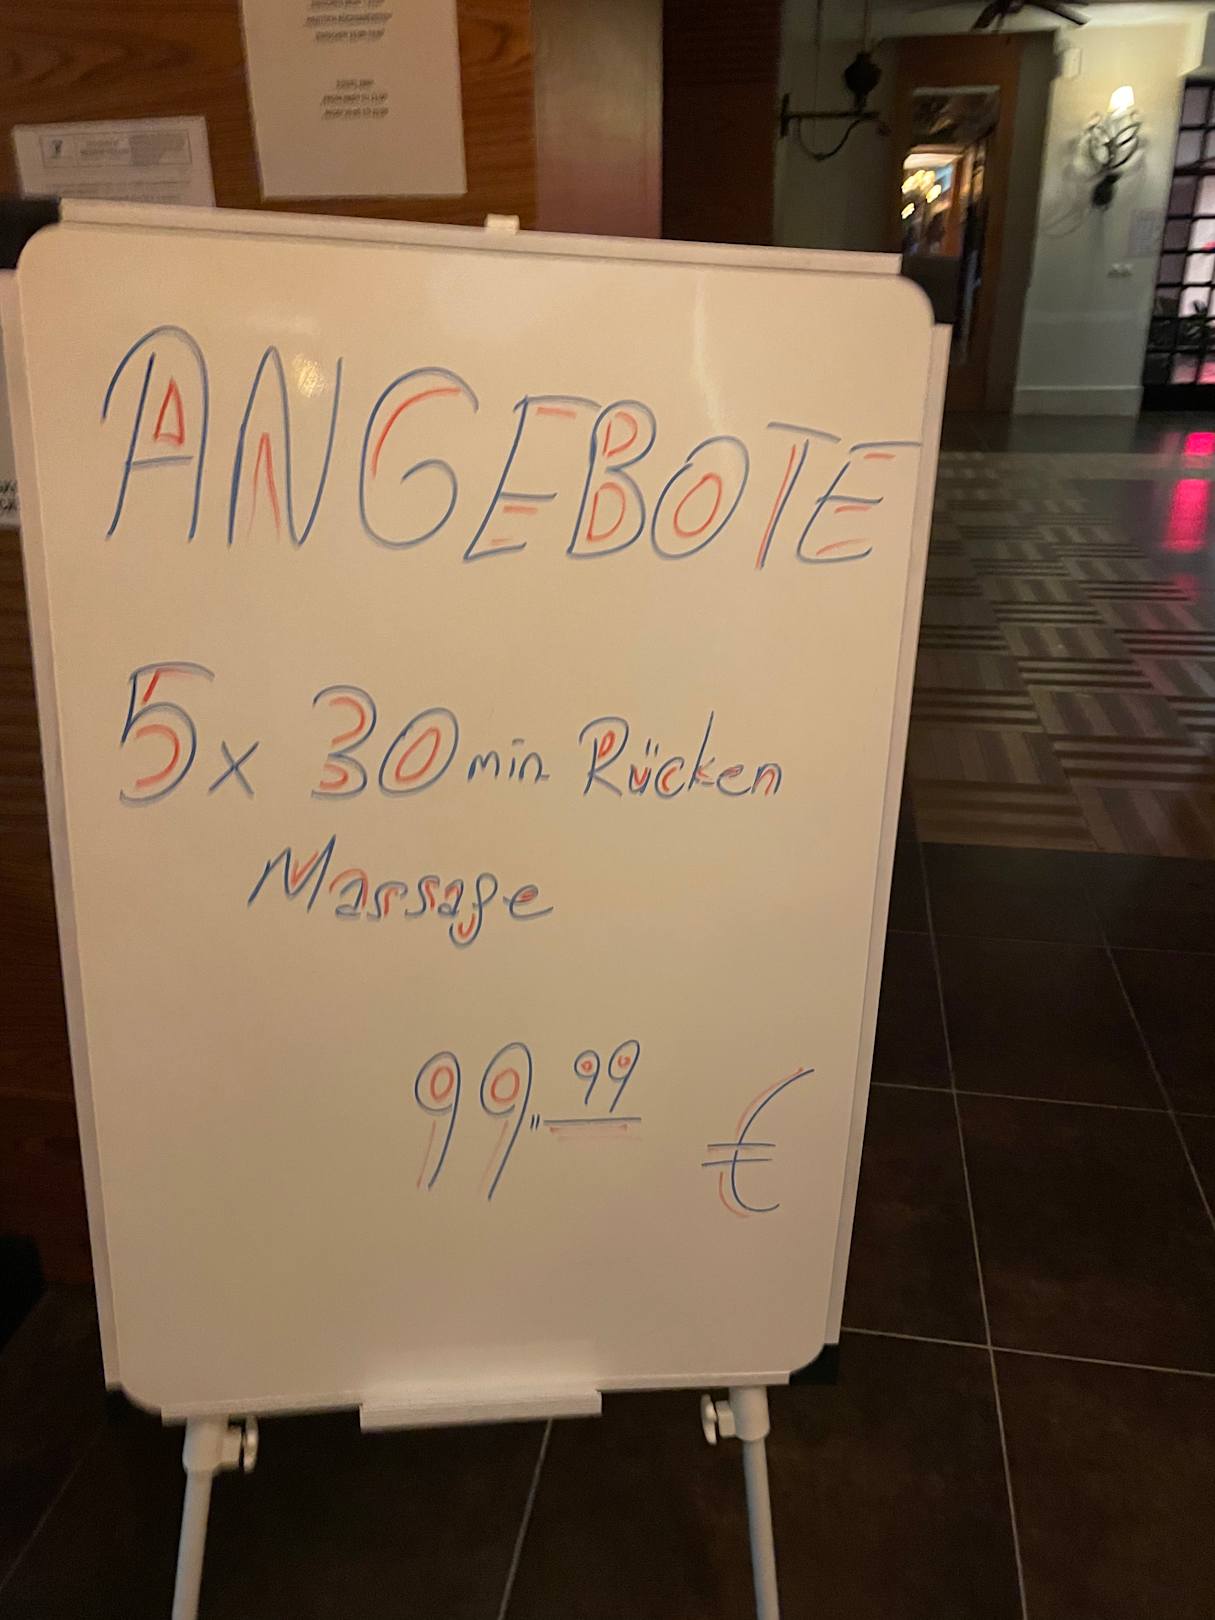 ANGEBOTE
5x 30 min Rücken
Massage
99,,99 €